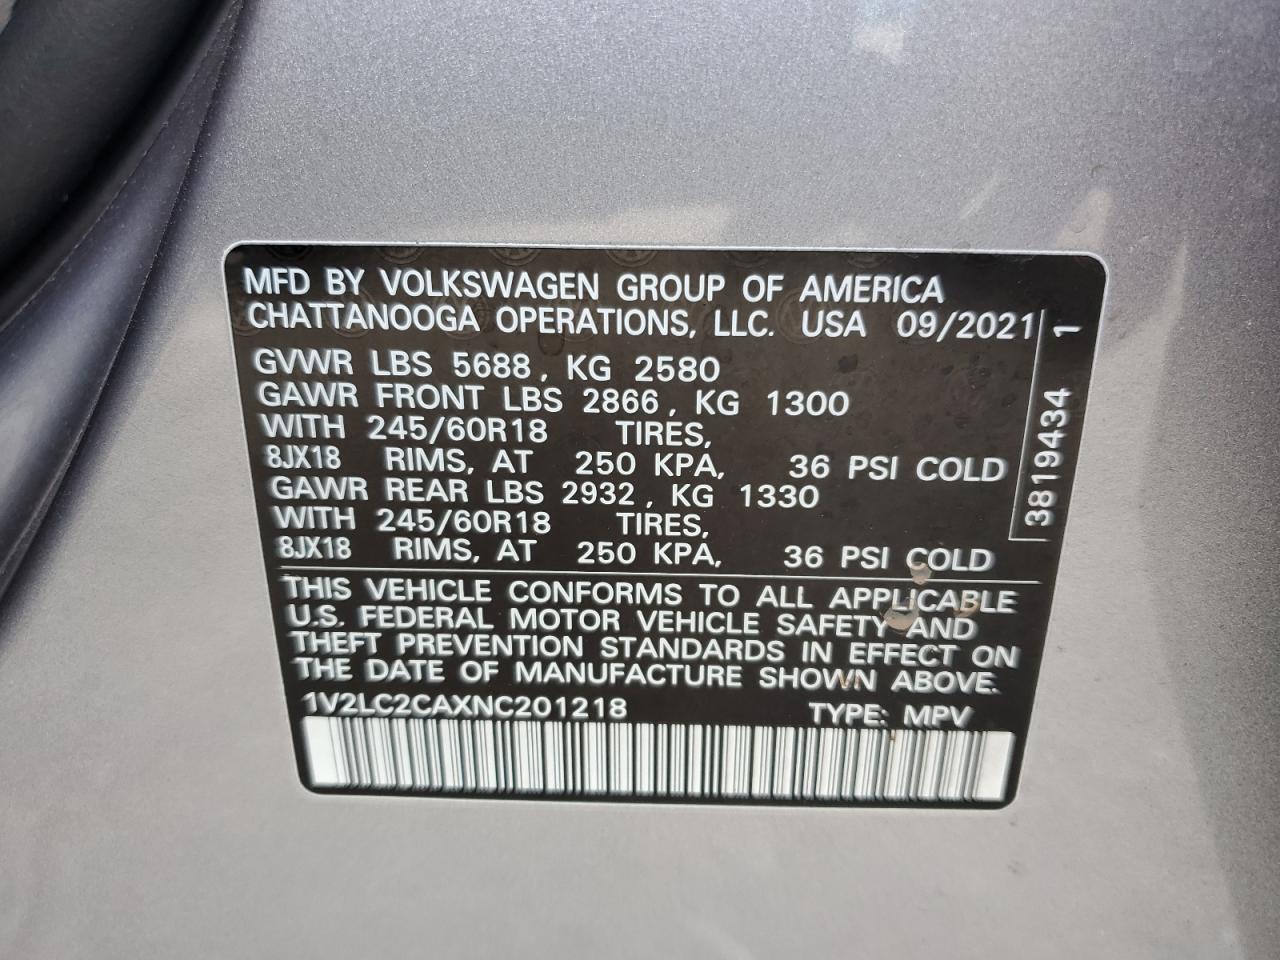 MFD BY VOLKSWAGEN GROUP OF AMERICA
CHATTANOOGA OPERATIONS, LLC. USA 09/2021
GVWR LBS 5688, KG 2580
GAWR FRONT LBS 2866, KG 1300
WITH 245/60R18 TIRES,
8JX18 RIMS, AT 250 KPA, 36 PSI COLD
GAWR REAR LBS 2932, KG 1330
WITH 245/60R18 TIRES,
8JX18 RIMS, AT 250 KPA, 36 PSI COLD
THIS VEHICLE CONFORMS TO ALL APPLICABLE
U.S. FEDERAL MOTOR VEHICLE SAFETY AND
THEFT PREVENTION STANDARDS IN EFFECT ON
THE DATE OF MANUFACTURE SHOWN ABOVE.
1V2LC2CAXNC201218 TYPE: MPV
3819434 1